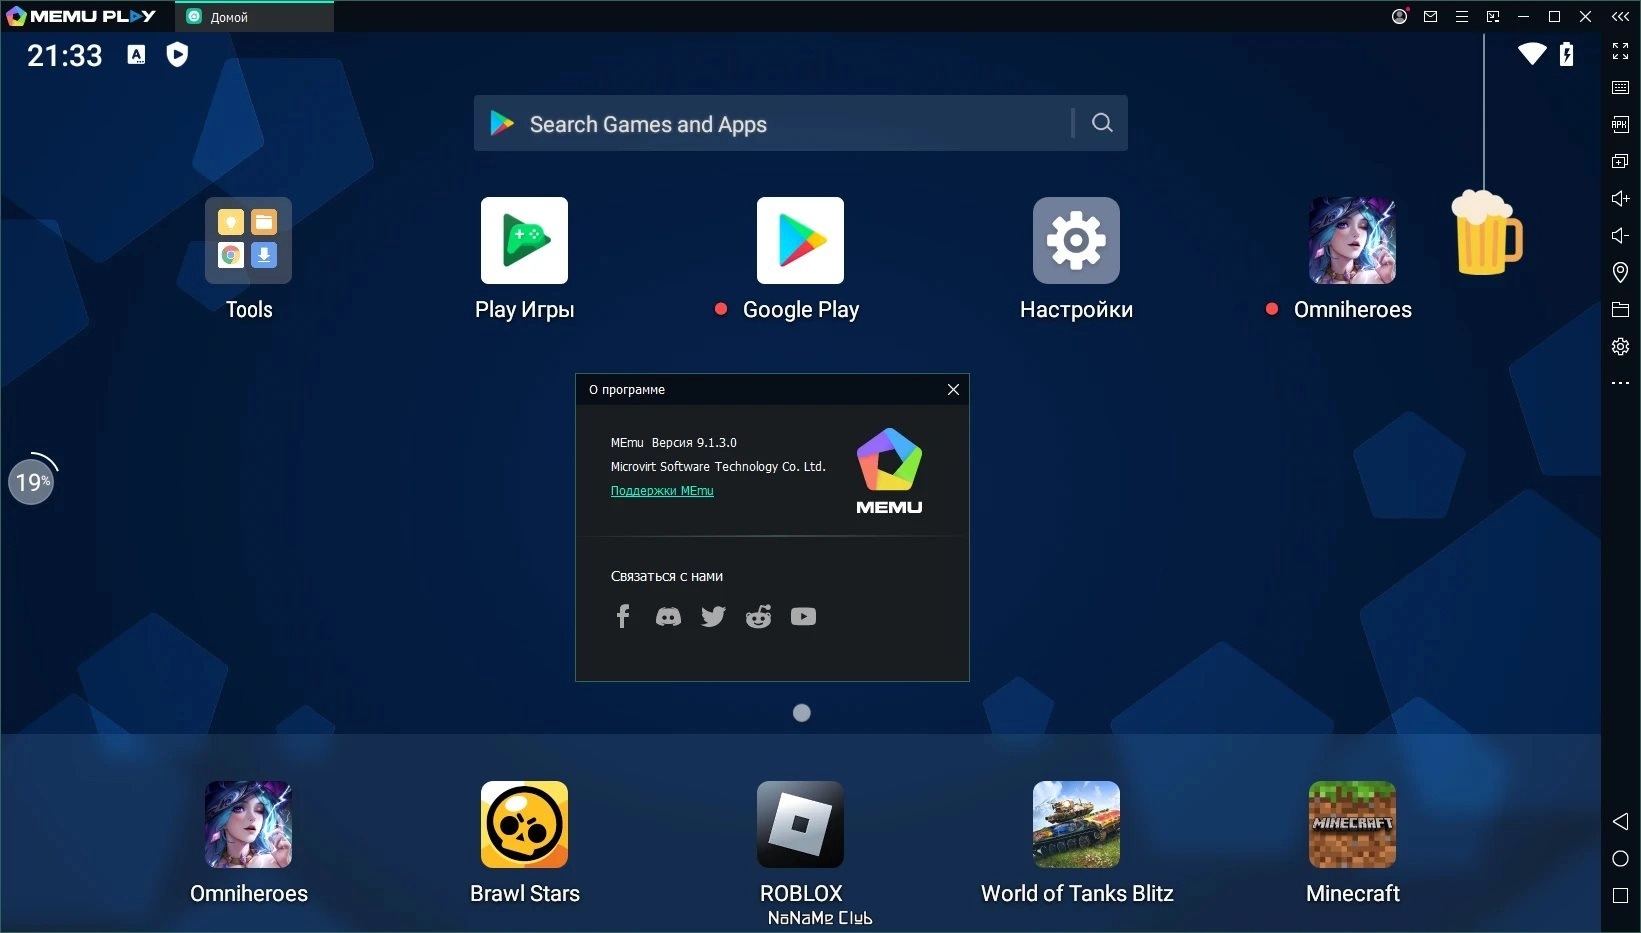 MEMU PLAY
Домой
21:33
A
Search Games and Apps
APK
Tools
Play Игры
Google Play
Настройки
Omniheroes
О программе
MEmu Версия 9.1.3.0
Microvirt Software Technology Co. Ltd.
Поддержки MEmu
MEMU
19%
Связаться с нами
MINECRAFT
Omniheroes
Brawl Stars
ROBLOX
World of Tanks Blitz
Minecraft
NaNaMe Club